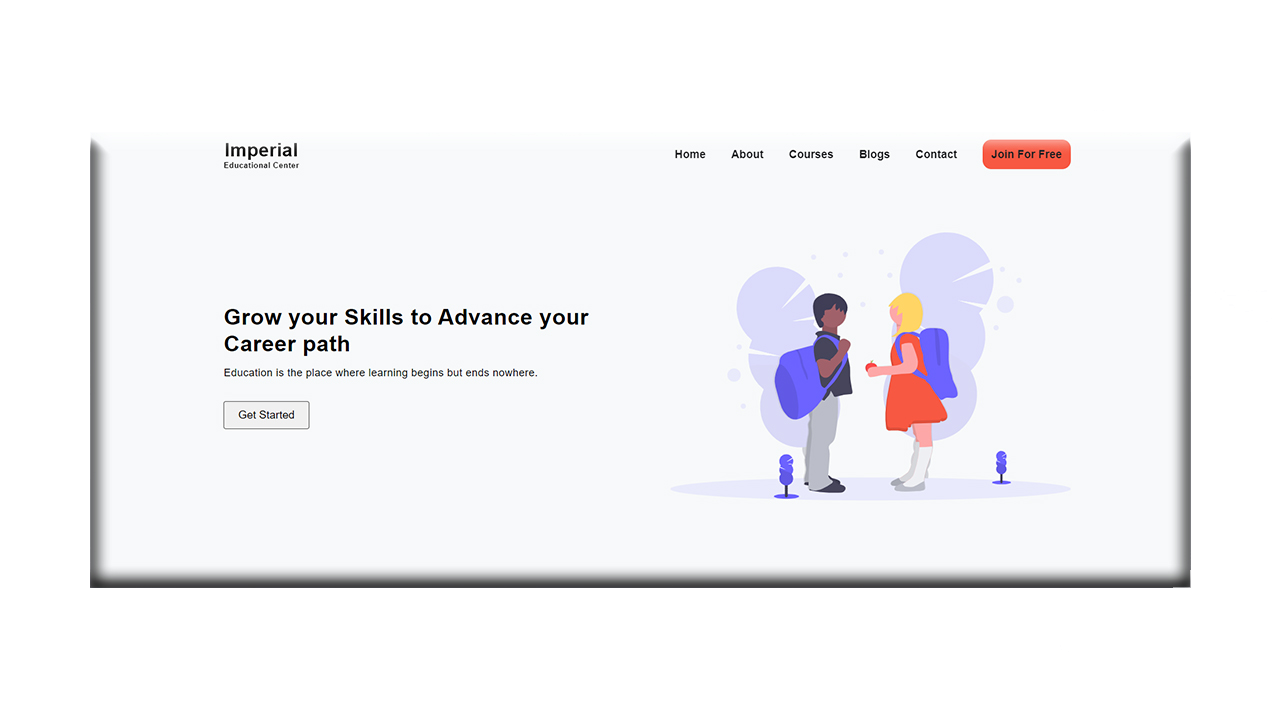 Imperial
Educational Center
Home About Courses Blogs Contact Join For Free
Grow your Skills to Advance your
Career path
Education is the place where learning begins but ends nowhere.
Get Started